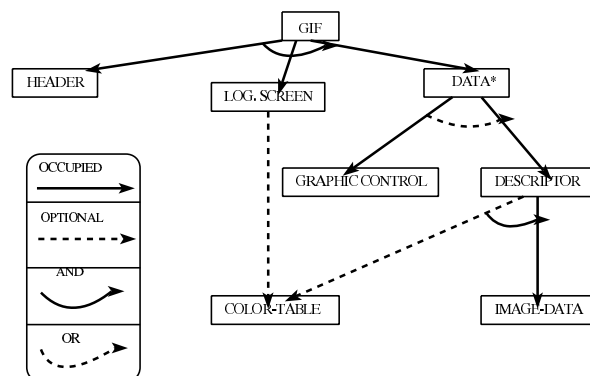 GIF
HEADER
LOG. SCREEN
DATA*
GRAPHIC CONTROL
DESCRIPTOR
COLOR-TABLE
IMAGE-DATA
OCCUPIED
OPTIONAL
AND
OR